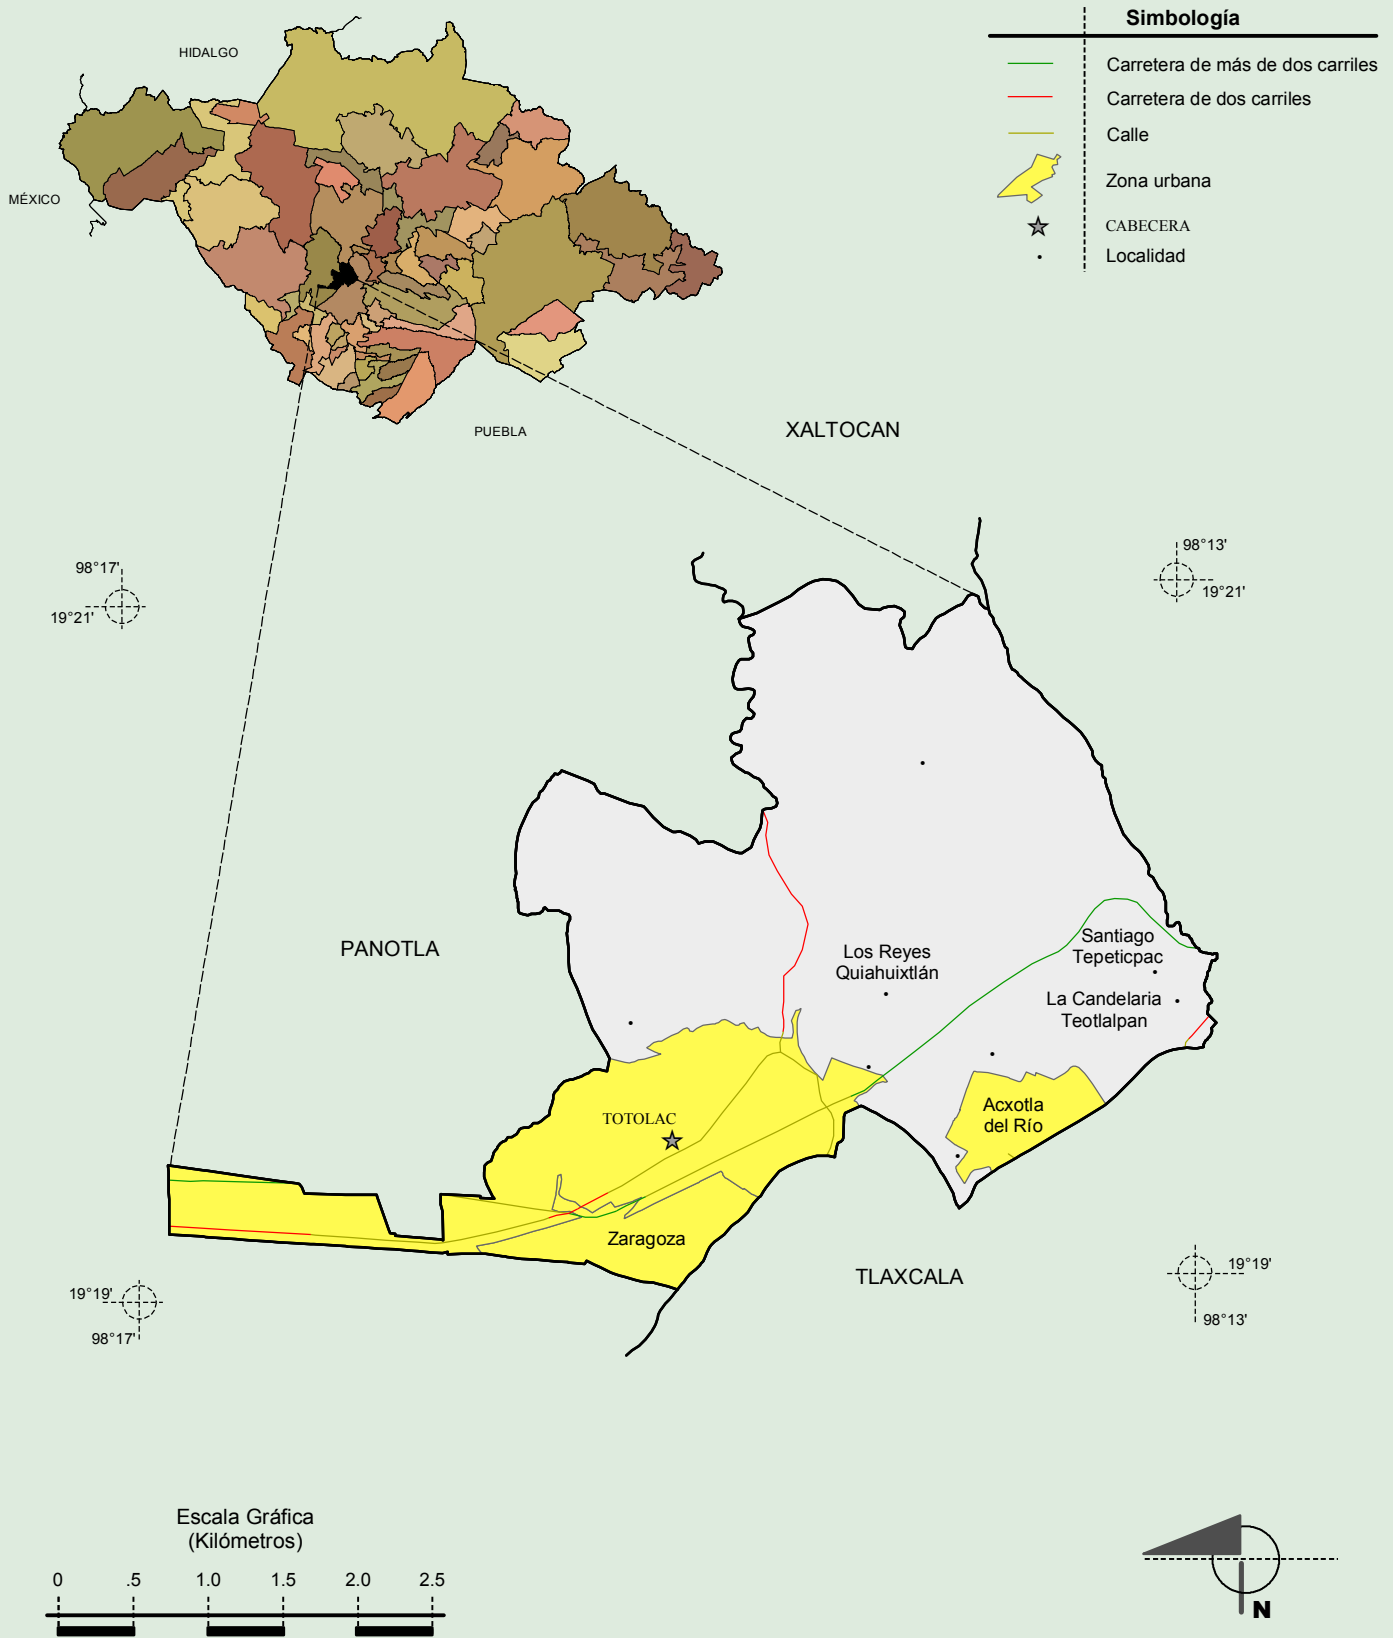 HIDALGO
MÉXICO
PUEBLA
Simbología
Carretera de más de dos carriles
Carretera de dos carriles
Calle
Zona urbana
CABECERA
Localidad
XALTOCAN
98°17'
19°21'
98°13'
19°21'
PANOTLA
Los Reyes
Quiahuixtlán
Santiago
Tepeticpac
La Candelaria
Teotlalpan
Acxotla
del Río
TOTOLAC
Zaragoza
TLAXCALA
19°19'
98°17'
19°19'
98°13'
Escala Gráfica
(Kilómetros)
0 .5 1.0 1.5 2.0 2.5
N